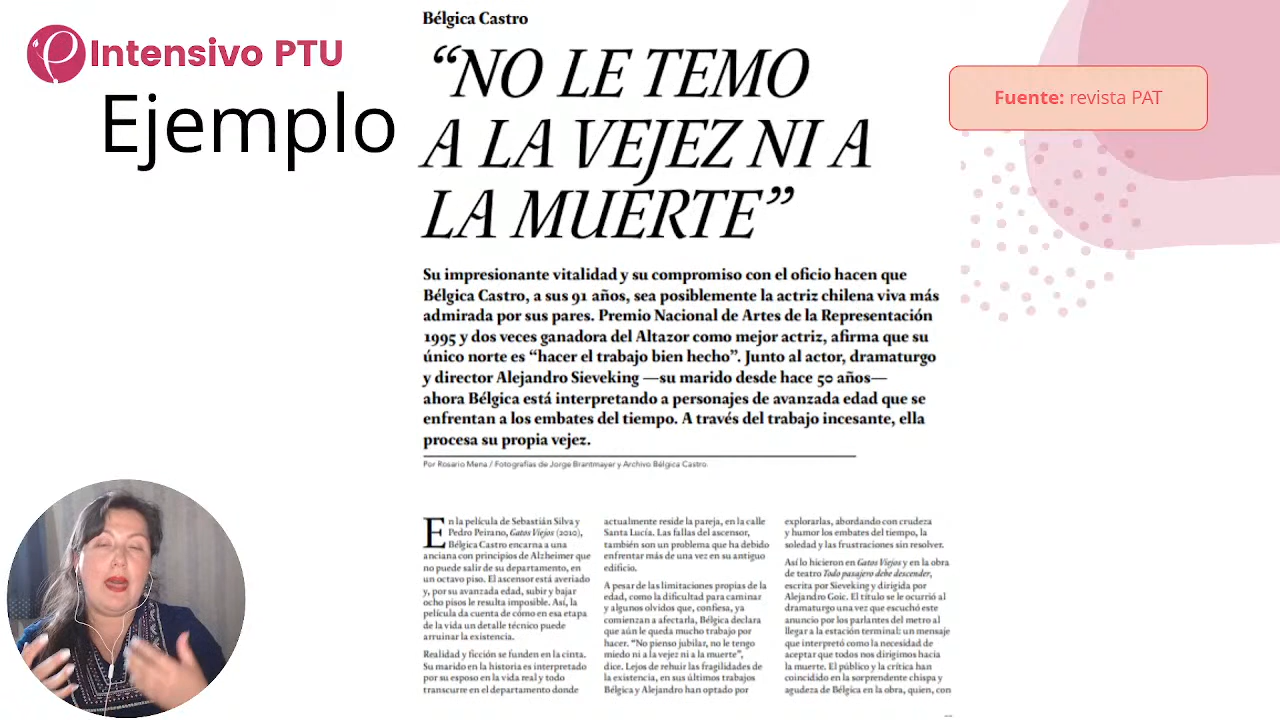 Intensivo PTU
Ejemplo
Fuente: revista PAT
Bélgica Castro
“NO LE TEMO
A LA VEJEZ NI A
LA MUERTE”
Su impresionante vitalidad y su compromiso con el oficio hacen que
Bélgica Castro, a sus 91 años, sea posiblemente la actriz chilena viva más
admirada por sus pares. Premio Nacional de Artes de la Representación
1995 y dos veces ganadora del Altazor como mejor actriz, afirma que su
único norte es “hacer el trabajo bien hecho”. Junto al actor, dramaturgo
y director Alejandro Sieveking —su marido desde hace 50 años—
ahora Bélgica está interpretando a personajes de avanzada edad que se
enfrentan a los embates del tiempo. A través del trabajo incesante, ella
procesa su propia vejez.
Por Rosario Mena / Fotografías de Jorge Brantmayer y Archivo Bélgica Castro.
En la película de Sebastián Silva y
Pedro Peirano, Gatos Viejos (2010),
Bélgica Castro encarna a una
anciana con principios de Alzheimer que
no puede salir de su departamento, en
un octavo piso. El ascensor está averiado
y, por su avanzada edad, subir y bajar
ocho pisos le resulta imposible. Así, la
película da cuenta de cómo en esa etapa
de la vida un detalle técnico puede
arruinar la existencia.
Realidad y ficción se funden en la cinta.
Su marido en la historia es interpretado
por su esposo en la vida real y todo
transcurre en el departamento donde
actualmente reside la pareja, en la calle
Santa Lucía. Las fallas del ascensor,
también son un problema que ha debido
enfrentar más de una vez en su antiguo
edificio.
A pesar de las limitaciones propias de la
edad, como la dificultad para caminar
y algunos olvidos que, confiesa, ya
comienzan a afectarla, Bélgica declara
que aún le queda mucho trabajo por
hacer. “No pienso jubilar, no le tengo
miedo ni a la vejez ni a la muerte”,
dice. Lejos de rehuir las fragilidades de
la existencia, en sus últimos trabajos
Bélgica y Alejandro han optado por
explorarlas, abordando con crudeza
y humor los embates del tiempo, la
soledad y las frustraciones sin resolver.
Así lo hicieron en Gatos Viejos y en la obra
de teatro Todo pasajero debe descender,
escrita por Sieveking y dirigida por
Alejandro Goic. El título se le ocurrió al
dramaturgo una vez que escuchó este
anuncio por los parlantes del metro al
llegar a la estación terminal: un mensaje
que interpretó como la necesidad de
aceptar que todos nos dirigimos hacia
la muerte. El público y la crítica han
coincidido en la sorprendente chispa y
agudeza de Bélgica en la obra, quien, con